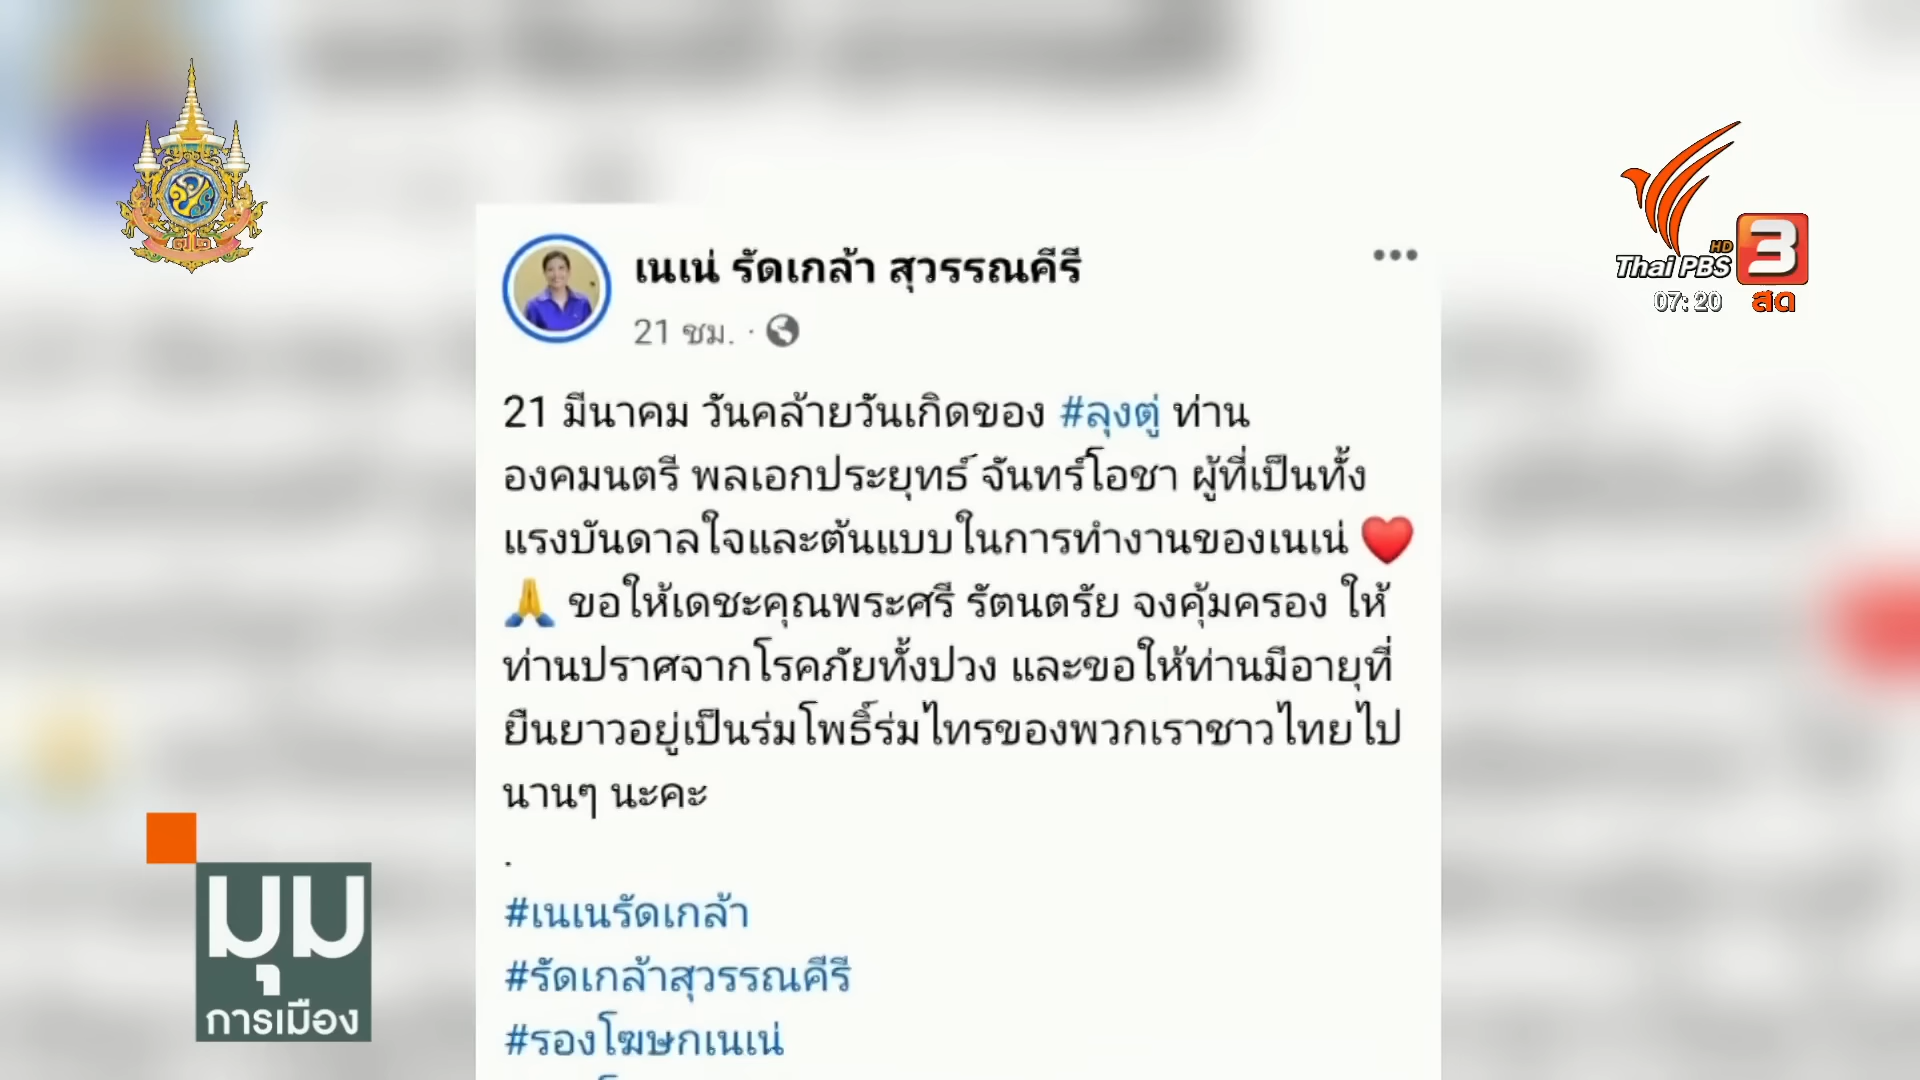 เนเน่ รัดเกล้า สุวรรณคีรี
21 ชม. ·
21 มีนาคม วันคล้ายวันเกิดของ #ลุงตู่ ท่าน
องคมนตรี พลเอกประยุทธ์ จันทร์โอชา ผู้ที่เป็นทั้ง
แรงบันดาลใจและต้นแบบในการทำงานของเนเน่ ❤️
🙏 ขอให้เดชะคุณพระศรี รัตนตรัย จงคุ้มครอง ให้
ท่านปราศจากโรคภัยทั้งปวง และขอให้ท่านมีอายุที่
ยืนยาวอยู่เป็นร่มโพธิ์ร่มไทรของพวกเราชาวไทยไป
นานๆ นะคะ
.
#เนเนรัดเกล้า
#รัดเกล้าสุวรรณคีรี
#รองโฆษกเนเน่
Thai PBS HD 3
07:20 สด
มุม
การเมือง